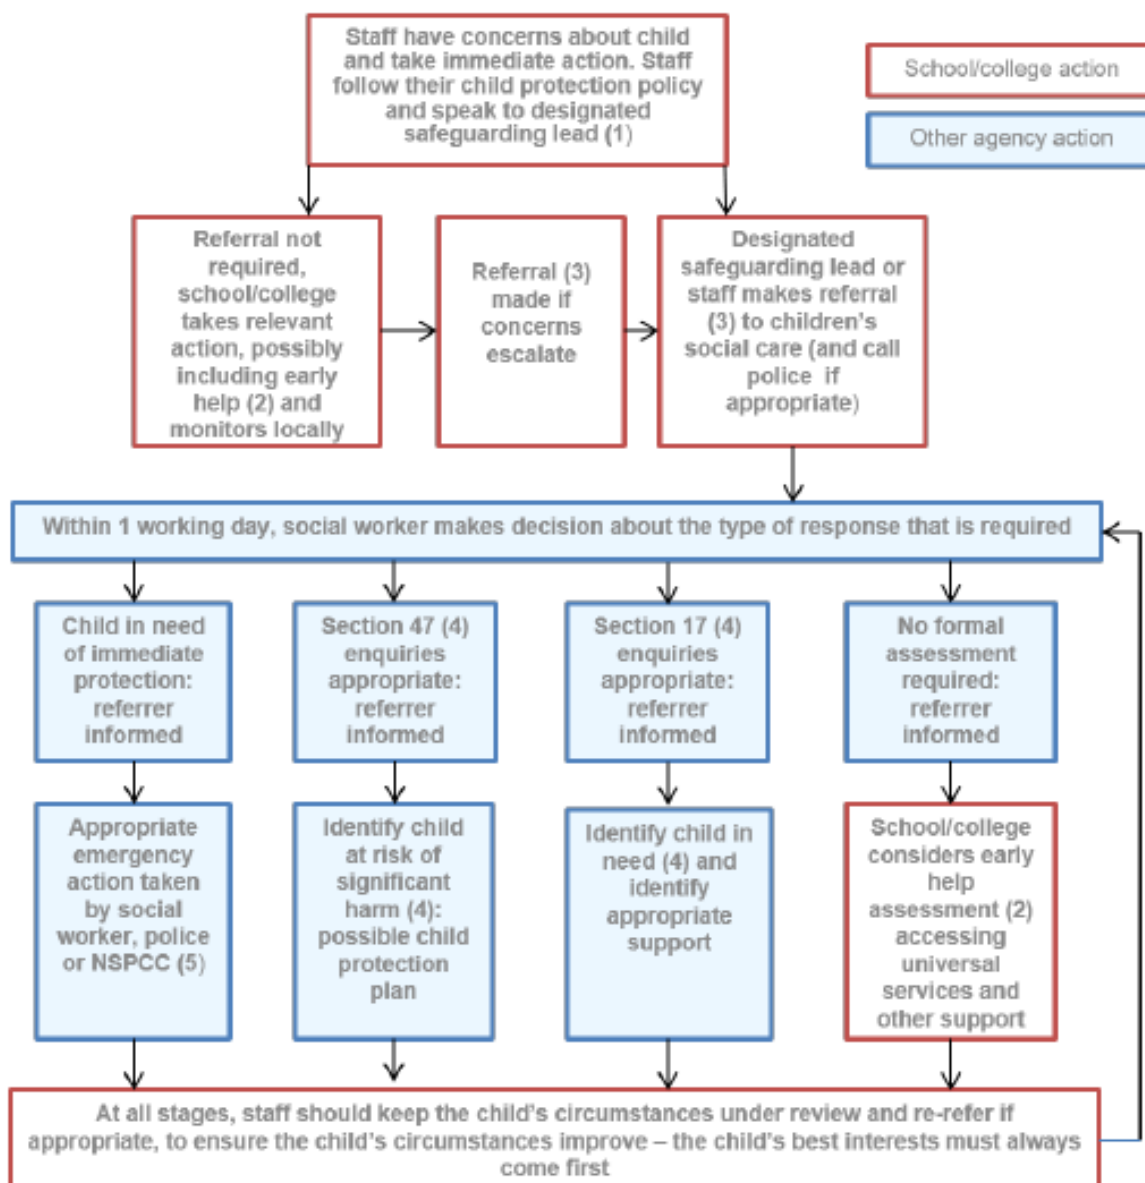 Staff have concerns about child
and take immediate action. Staff
follow their child protection policy
and speak to designated
safeguarding lead (1)
School/college action
Other agency action
Referral not
required,
school/college
takes relevant
action, possibly
including early
help (2) and
monitors locally
Referral (3)
made if
concerns
escalate
Designated
safeguarding lead or
staff makes referral
(3) to children's
social care (and call
police if
appropriate)
Within 1 working day, social worker makes decision about the type of response that is required
Child in need
of immediate
protection:
referrer
informed
Section 47 (4)
enquiries
appropriate:
referrer
informed
Section 17 (4)
enquiries
appropriate:
referrer
informed
No formal
assessment
required:
referrer
informed
Appropriate
emergency
action taken
by social
worker, police
or NSPCC (5)
Identify child
at risk of
significant
harm (4):
possible child
protection
plan
Identify child in
need (4) and
identify
appropriate
support
School/college
considers early
help
assessment (2)
accessing
universal
services and
other support
At all stages, staff should keep the child's circumstances under review and re-refer if
appropriate, to ensure the child's circumstances improve – the child's best interests must always
come first